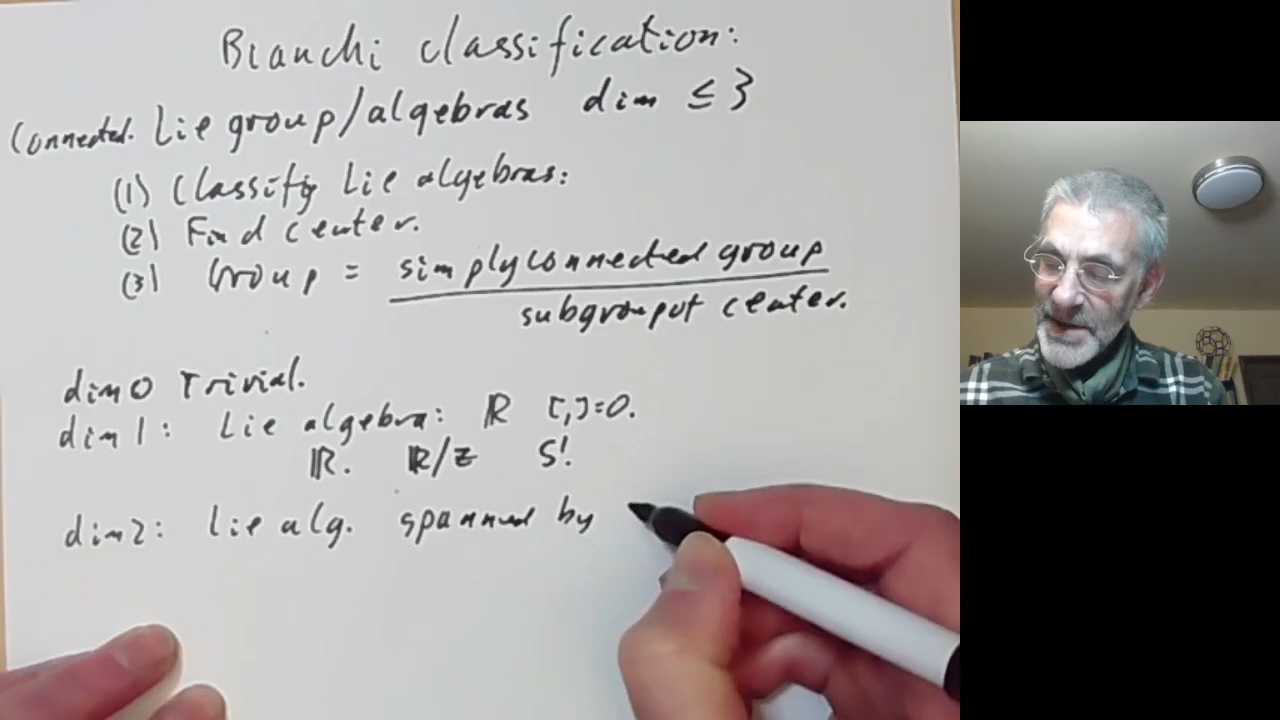 Bianchi classification:
Connected. Lie group/algebras dim ≤ 3
(1) Classify Lie algebras:
(2) Find center.
(3) Group = simply connected group
subgroup of center.
dim 0 Trivial.
dim 1: Lie algebra: ℝ [,]=0.
ℝ. ℝ/ℤ S¹.
dim 2: Lie alg. spanned by